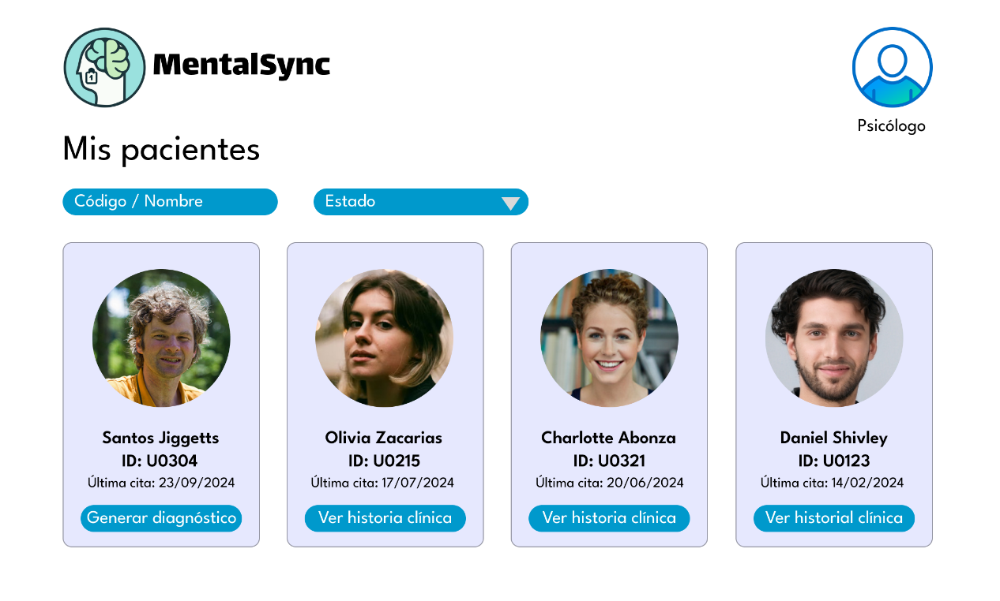 MentalSync
Psicólogo
Mis pacientes
Código / Nombre
Estado
Santos Jiggetts
ID: U0304
Última cita: 23/09/2024
Generar diagnóstico
Olivia Zacarias
ID: U0215
Última cita: 17/07/2024
Ver historia clínica
Charlotte Abonza
ID: U0321
Última cita: 20/06/2024
Ver historia clínica
Daniel Shivley
ID: U0123
Última cita: 14/02/2024
Ver historial clínica